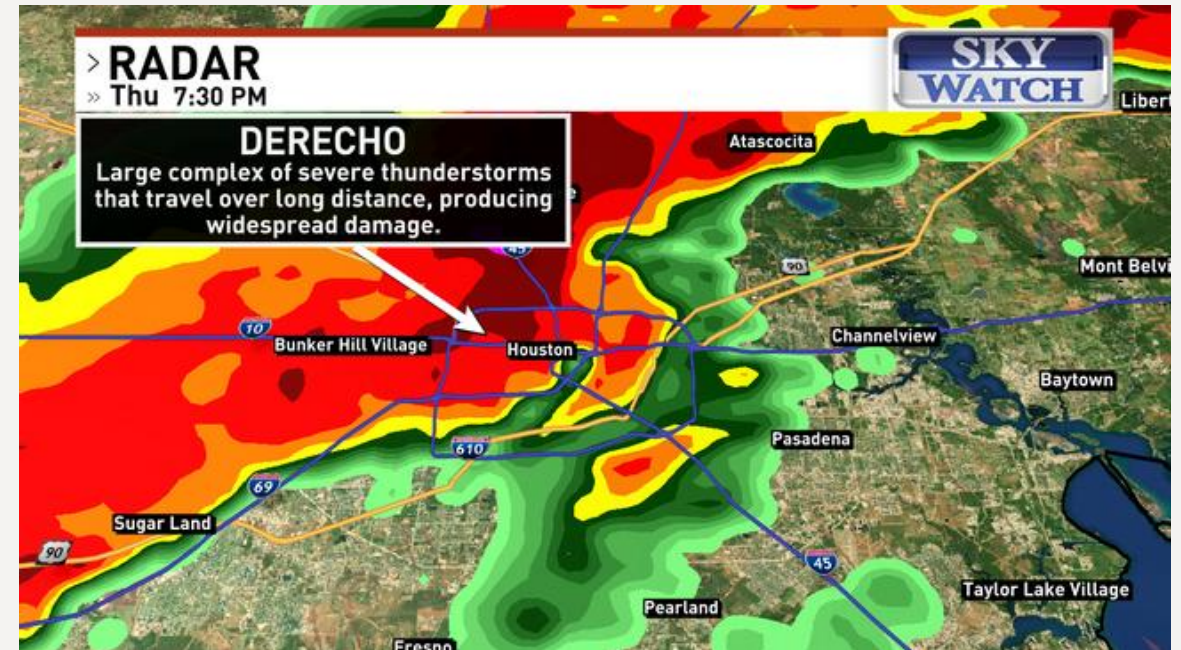 > RADAR
» Thu 7:30 PM
SKY
WATCH
DERECHO
Large complex of severe thunderstorms
that travel over long distance, producing
widespread damage.
Atascocita
45
90
Mont Belvi
10
Bunker Hill Village
Houston
Channelview
Baytown
610
Pasadena
69
Sugar Land
90
45
Taylor Lake Village
Pearland
Fresno